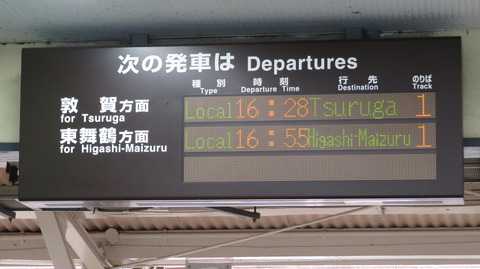 次の発車は Departures
種別 時刻 行先 のりば
Type Departure Time Destination Track
敦賀方面 Local 16:28 Tsuruga 1
for Tsuruga
東舞鶴方面 Local 16:55 Higashi-Maizuru 1
for Higashi-Maizuru